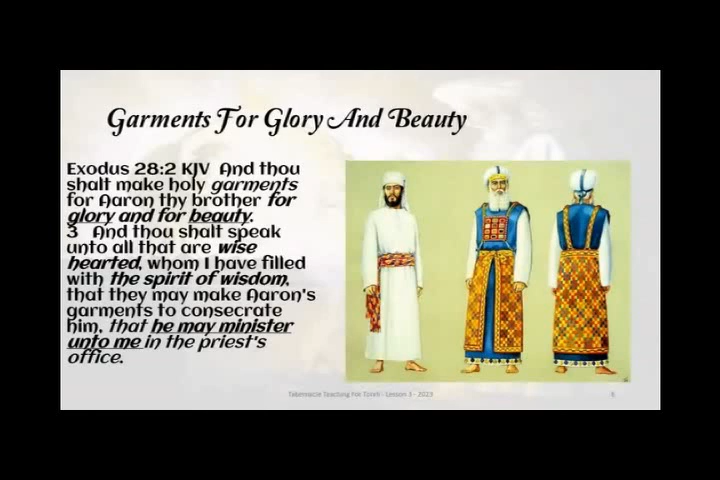 Garments For Glory And Beauty
Exodus 28:2 KJV And thou
shalt make holy garments
for Aaron thy brother for
glory and for beauty.
3 And thou shalt speak
unto all that are wise
hearted, whom I have filled
with the spirit of wisdom,
that they may make Aaron's
garments to consecrate
him, that he may minister
unto me in the priest's
office.
Tabernacle Teaching For - Lesson 3 - 2023